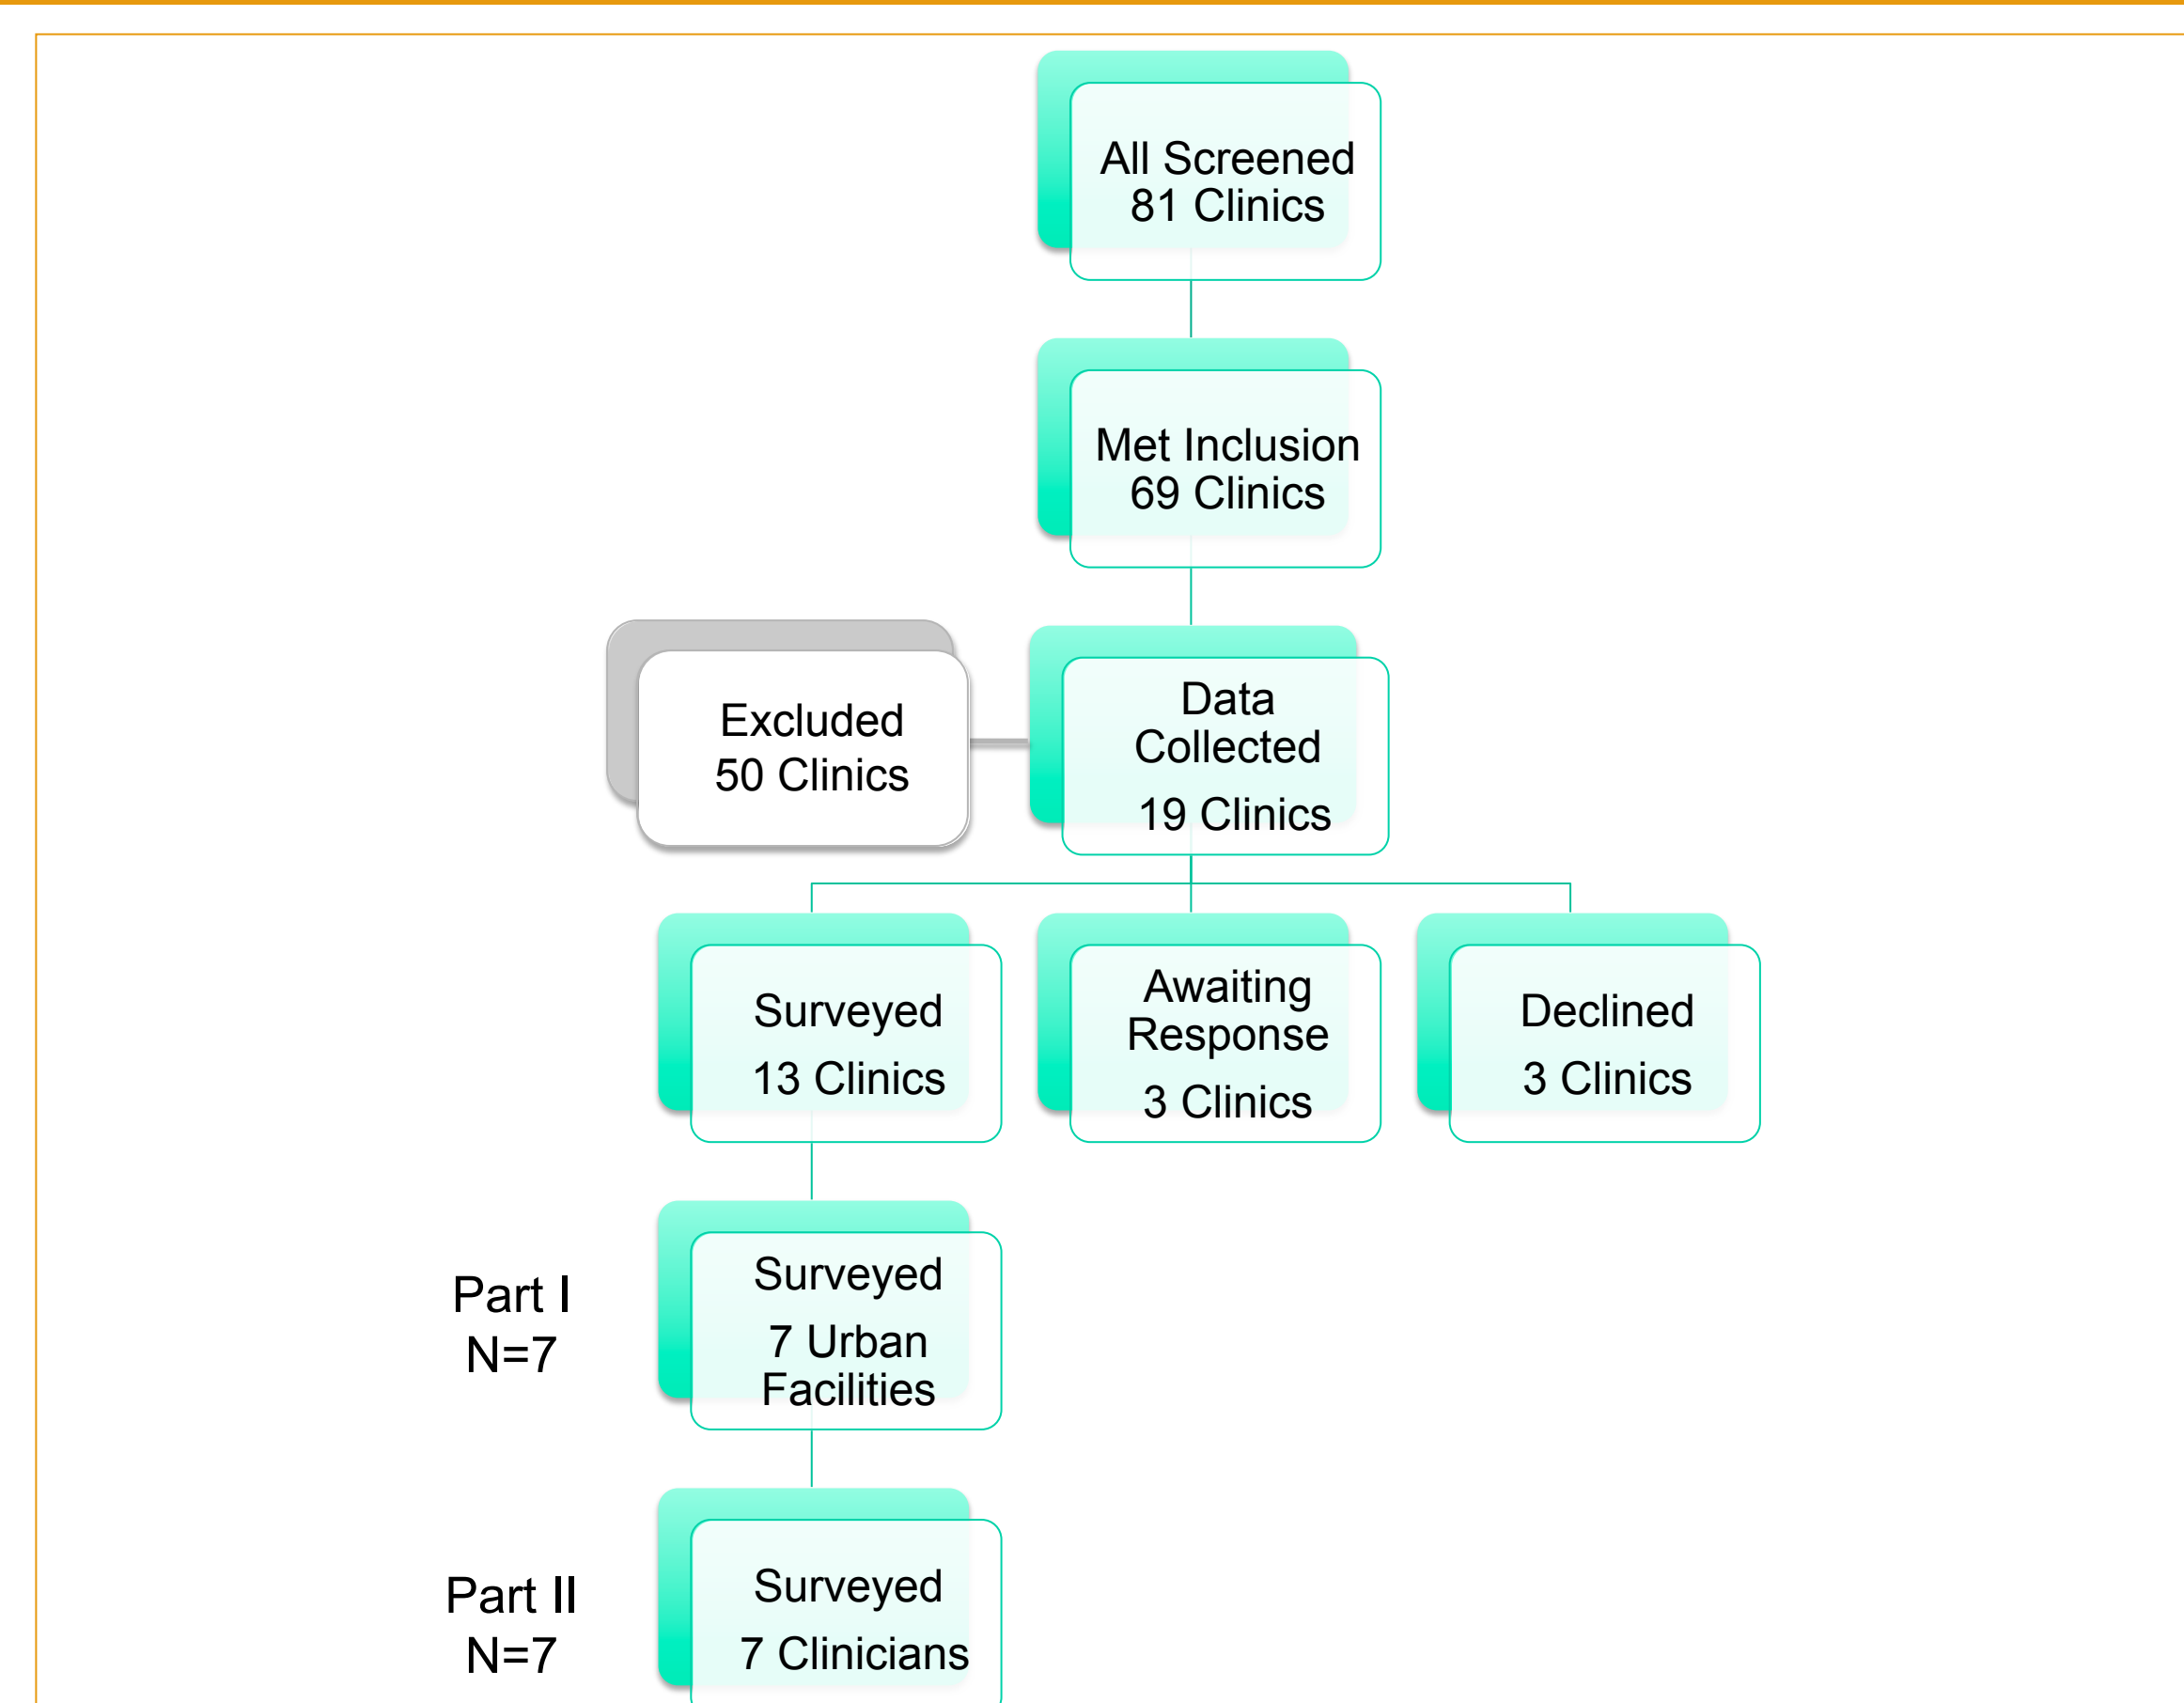 All Screened
81 Clinics
Met Inclusion
69 Clinics
Excluded
50 Clinics
Data
Collected
19 Clinics
Surveyed
13 Clinics
Awaiting
Response
3 Clinics
Declined
3 Clinics
Part I
N=7
Surveyed
7 Urban
Facilities
Part II
N=7
Surveyed
7 Clinicians